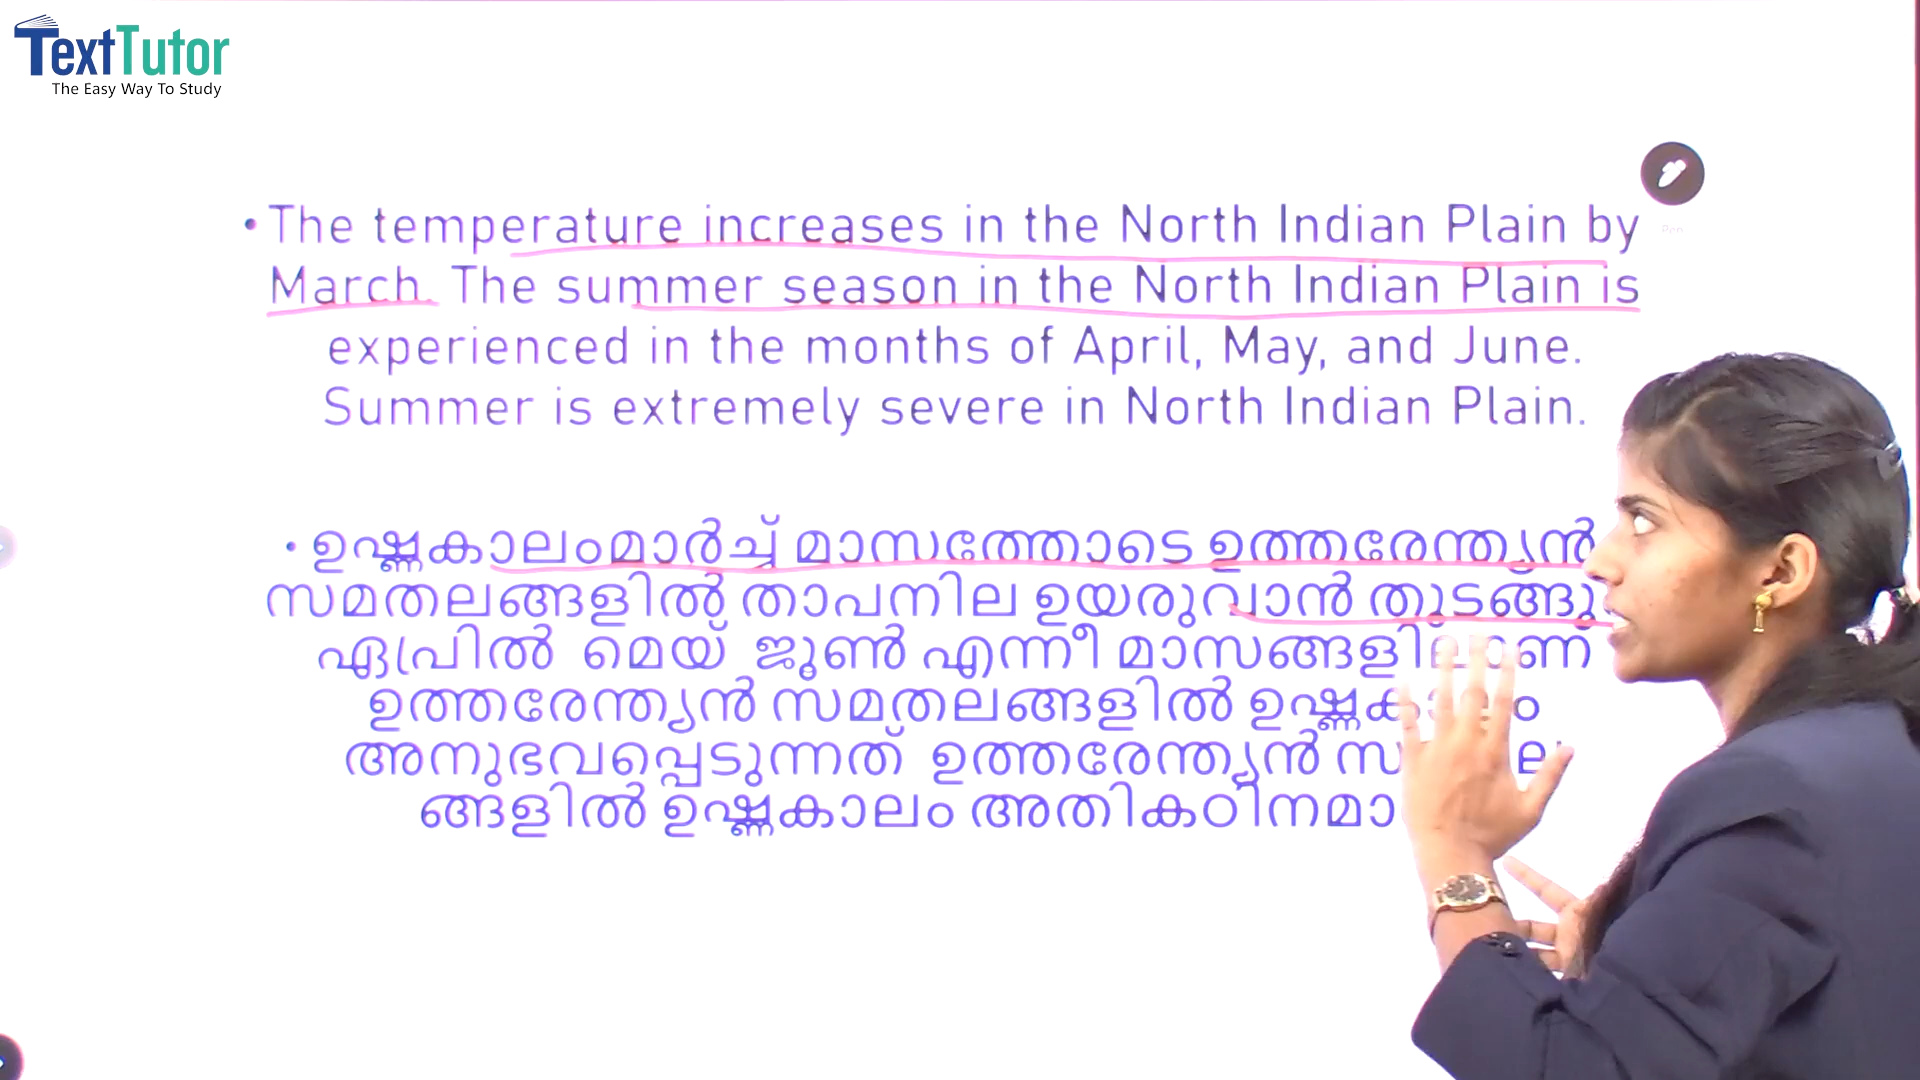 TextTutor
The Easy Way To Study
• The temperature increases in the North Indian Plain by
March. The summer season in the North Indian Plain is
experienced in the months of April, May, and June.
Summer is extremely severe in North Indian Plain.
• ഉഷ്ണകാലംമാർച്ച് മാസത്തോടെ ഉത്തരേന്ത്യൻ
സമതലങ്ങളിൽ താപനില ഉയരുവാൻ തുടങ്ങു
ഏപ്രിൽ മെയ് ജൂൺ എന്നീ മാസങ്ങളിലാണ്
ഉത്തരേന്ത്യൻ സമതലങ്ങളിൽ ഉഷ്ണകാലം
അനുഭവപ്പെടുന്നത് ഉത്തരേന്ത്യൻ
ങ്ങളിൽ ഉഷ്ണകാലം അതികഠിനമാ